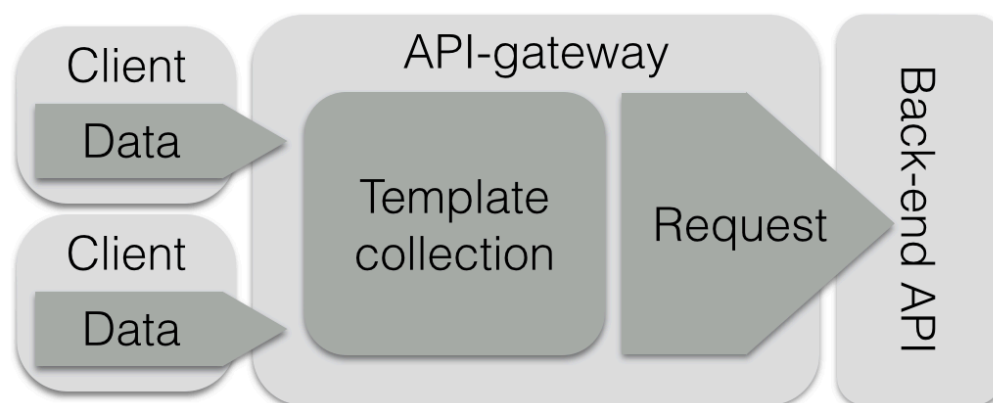 Client
Data
Client
Data
API-gateway
Template
collection
Request
Back-end API